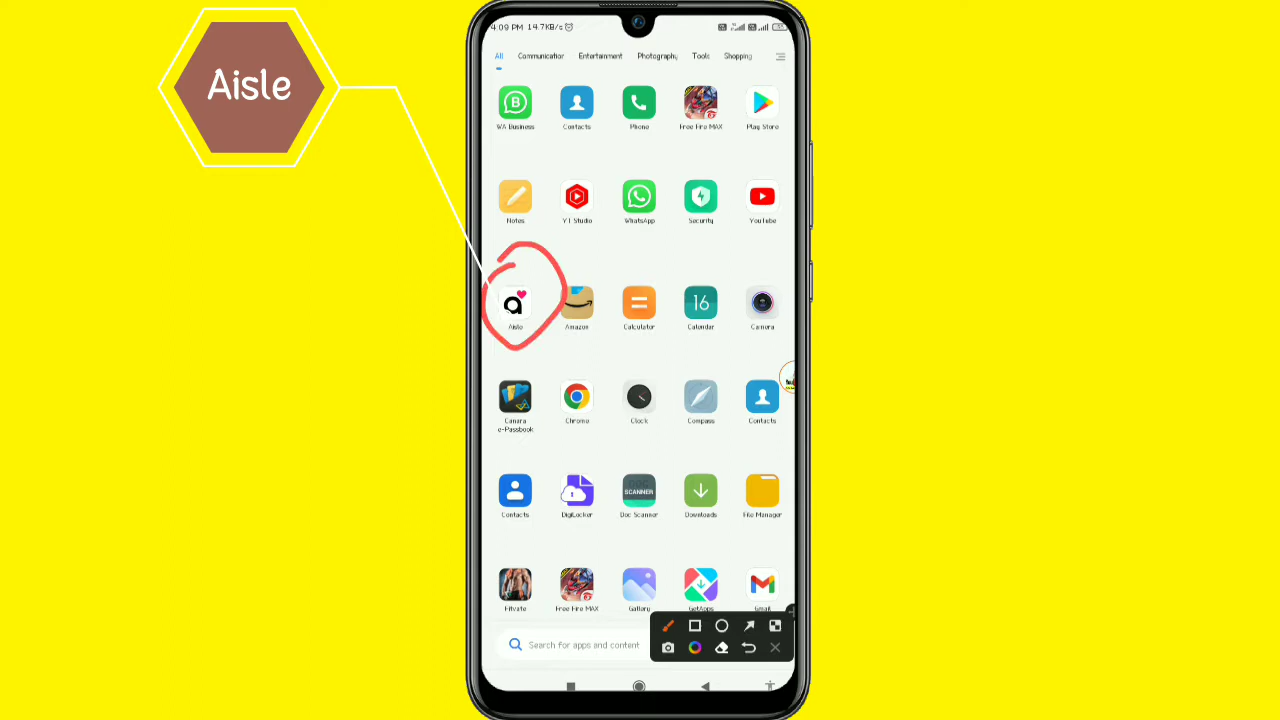 Aisle
4:09 PM 14.7KB/s
All Communication Entertainment Photography Tools Shopping
WA Business Contacts Phone Free Fire MAX Play Store
Notes YT Studio WhatsApp Security YouTube
16
Aisle Amazon Calculator Calendar Camera
Canara
e-Passbook Chrome Clock Compass Contacts
DOC
SCANNER
Contacts DigiLocker Doc Scanner Downloads File Manager
Fitvate Free Fire MAX Gallery GetApps Gmail
Search for apps and content